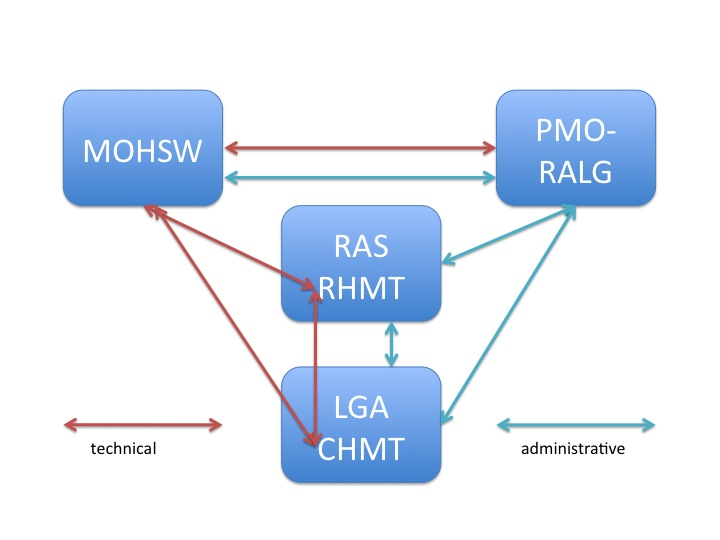 MOHSW
PMO-
RALG
RAS
RHMT
LGA
CHMT
technical
administrative